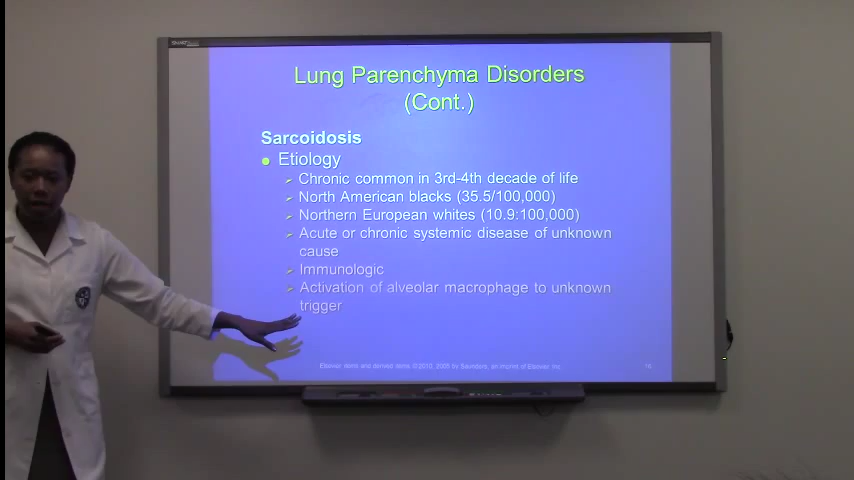 Lung Parenchyma Disorders
(Cont.)
Sarcoidosis
Etiology
Chronic common in 3rd-4th decade of life
North American blacks (35.5/100,000)
Northern European whites (10.9:100,000)
Acute or chronic systemic disease of unknown
cause
Immunologic
Activation of alveolar macrophage to unknown
trigger
Elsevier items and derived items © 2010, 2005 by Saunders, an imprint of Elsevier, Inc.